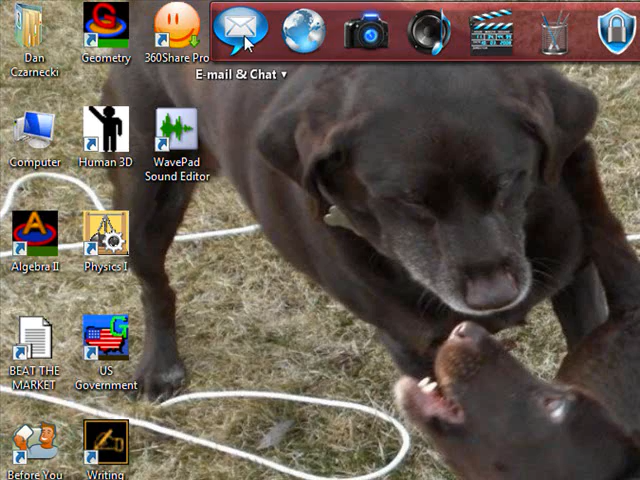 Dan
Czarnecki
Geometry
360Share Pro
E-mail & Chat
Computer
Human 3D
WavePad
Sound Editor
Algebra II
Physics I
BEAT THE
MARKET
US
Government
Before You
Writing